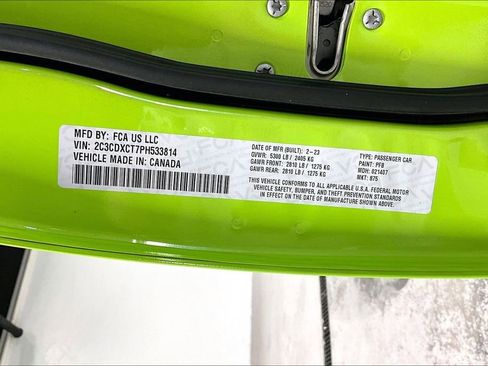 MFD BY: FCA US LLC
VIN: 2C3CDXCT7PH533814
VEHICLE MADE IN: CANADA
DATE OF MFR (BUILT): 2-23
GVWR: 5300 LB / 2405 KG
GAWR FRONT: 2810 LB / 1275 KG
GAWR REAR: 2810 LB / 1275 KG
TYPE: PASSENGER CAR
PAINT: PFB
MDH: 021407
MKT: 875
THIS VEHICLE CONFORMS TO ALL APPLICABLE U.S.A. FEDERAL MOTOR
VEHICLE SAFETY, BUMPER, AND THEFT PREVENTION STANDARDS
IN EFFECT ON THE DATE OF MANUFACTURE SHOWN ABOVE.